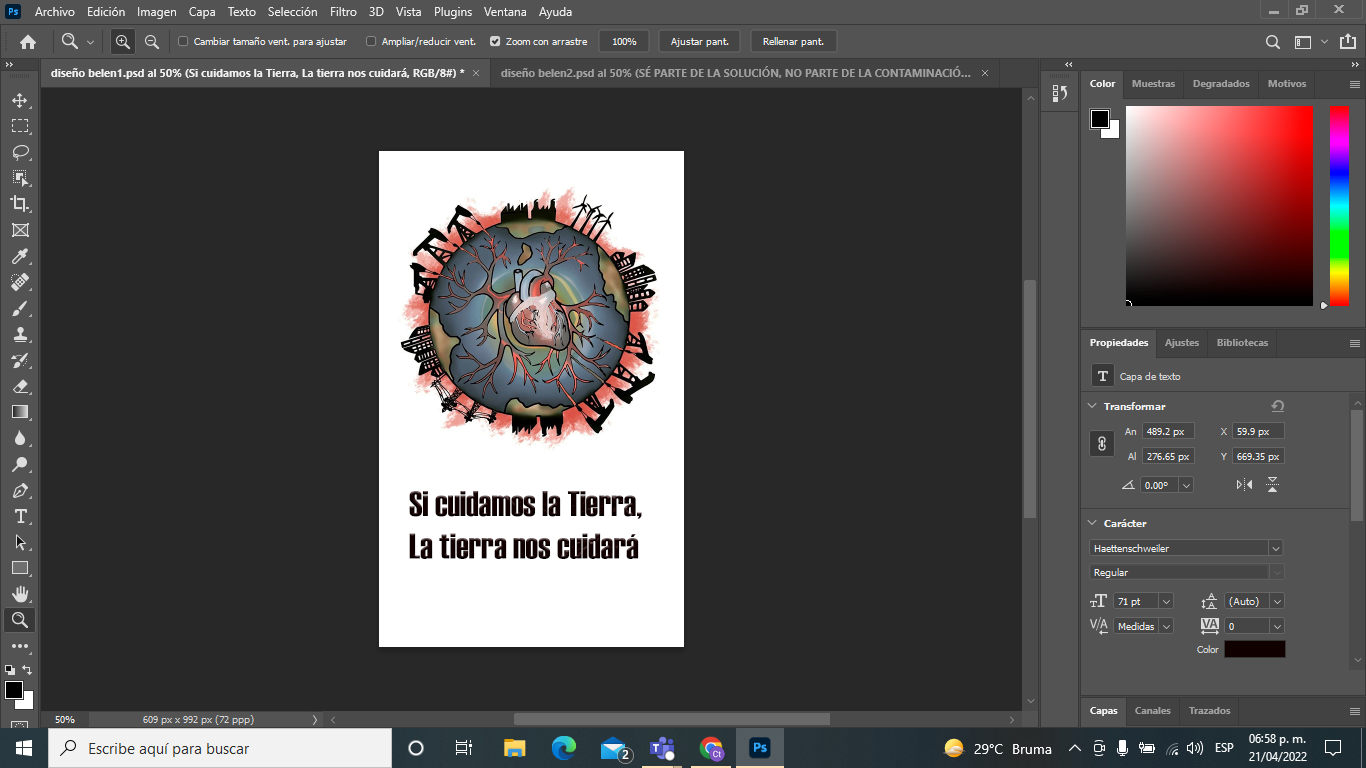 Ps Archivo Edición Imagen Capa Texto Selección Filtro 3D Vista Plugins Ventana Ayuda
Cambiar tamaño vent. para ajustar Ampliar/reducir vent. Zoom con arrastre 100% Ajustar pant. Rellenar pant.
diseño belen1.psd al 50% (Si cuidamos la Tierra, La tierra nos cuidará, RGB/8#) * × diseño belen2.psd al 50% (SÉ PARTE DE LA SOLUCIÓN, NO PARTE DE LA CONTAMINACIÓ... ×
Color Muestras Degradados Motivos
Propiedades Ajustes Bibliotecas
T Capa de texto
Transformar
An 489.2 px X 59.9 px
Al 276.65 px Y 669.35 px
0.00°
Carácter
Haettenschweiler
Regular
71 pt (Auto)
Medidas 0
Color
Si cuidamos la Tierra,
La tierra nos cuidará
Capas Canales Trazados
50% 609 px x 992 px (72 ppp)
Escribe aquí para buscar 2 Ct Ps 29°C Bruma ESP 06:58 p. m.
21/04/2022